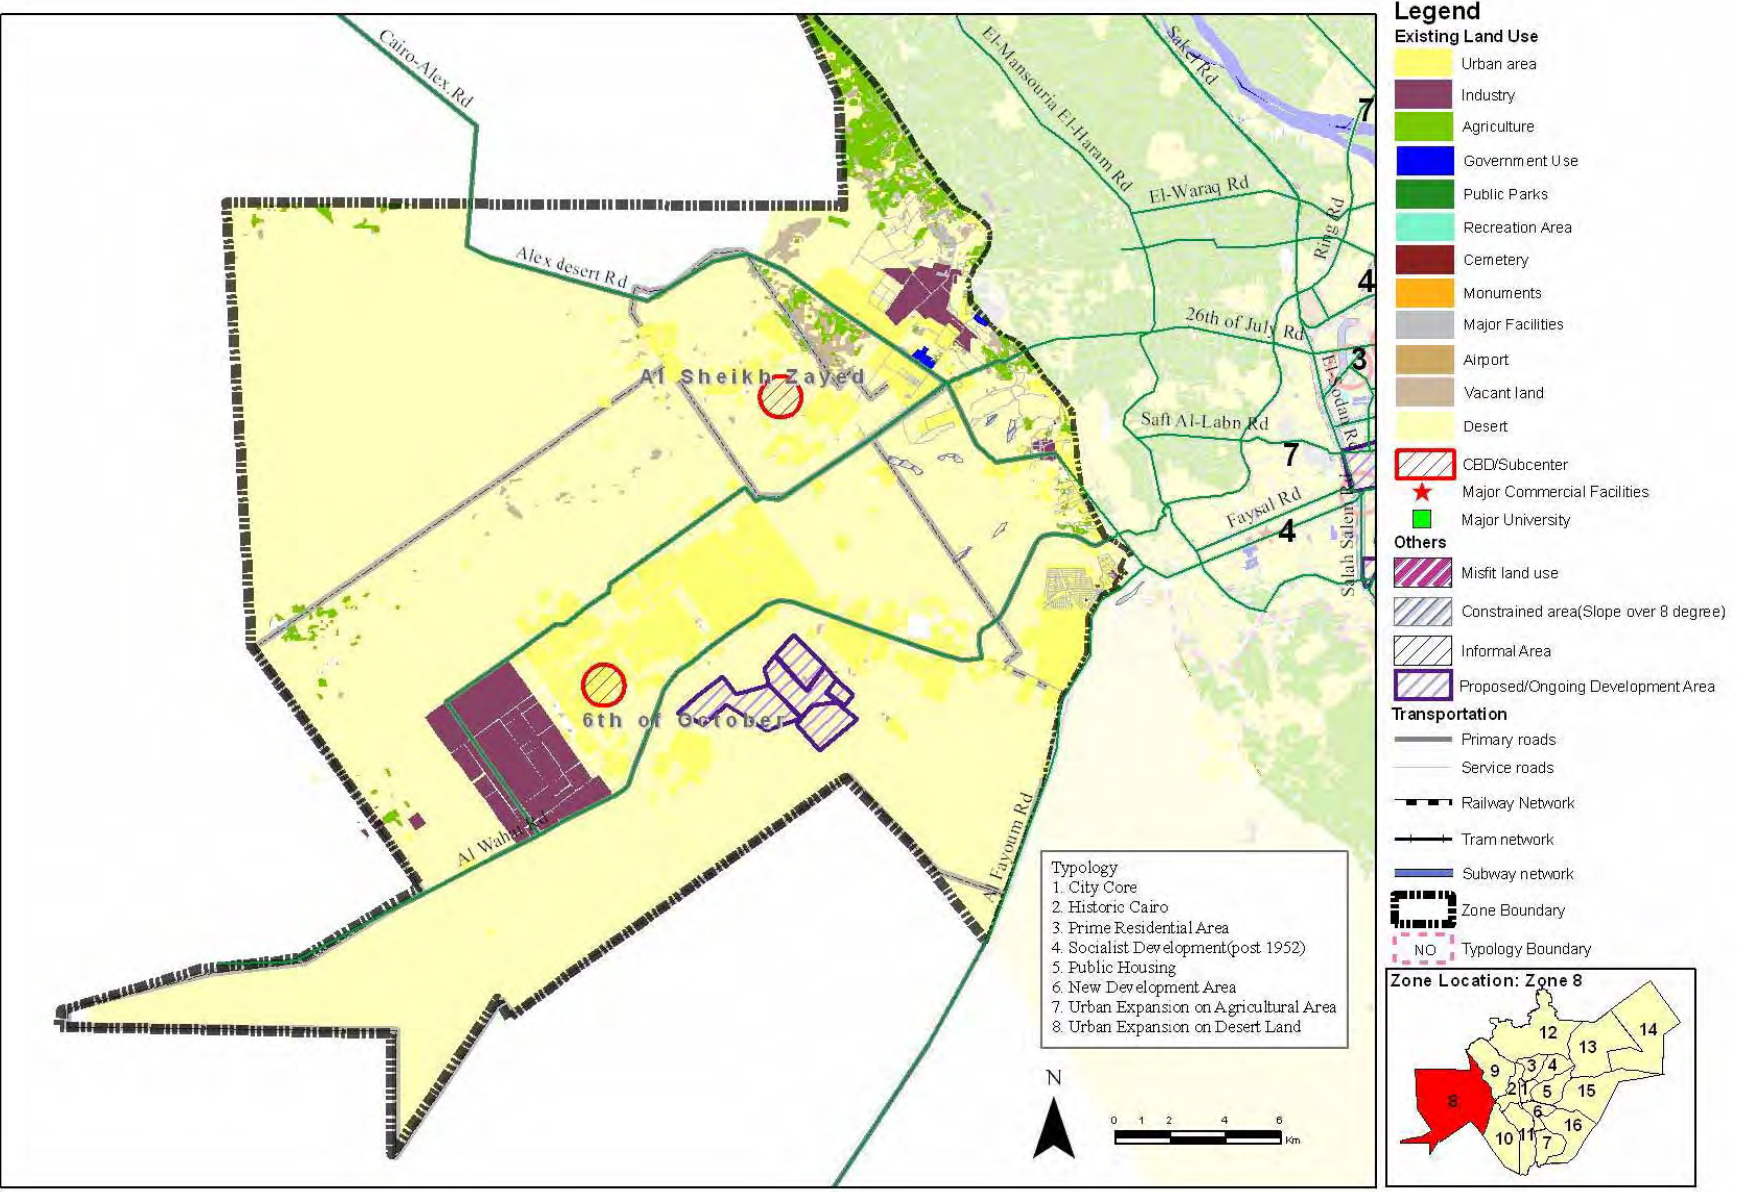 Cairo-Alex.Rd
Alex desert Rd
El-Mansouria El-Haram Rd
Sakel Rd
El-Waraq Rd
Ring Rd
7
4
26th of July Rd
3
El-Sodan Rd
Al Sheikh Zayed
Saft Al-Labn Rd
7
Faysal Rd
4
Salah Salem Rd
6th of October
Al Wahat Rd
Al Fayoum Rd
Typology
1. City Core
2. Historic Cairo
3. Prime Residential Area
4. Socialist Development(post 1952)
5. Public Housing
6. New Development Area
7. Urban Expansion on Agricultural Area
8. Urban Expansion on Desert Land
N
0 1 2 4 6
Km
Legend
Existing Land Use
Urban area
Industry
Agriculture
Government Use
Public Parks
Recreation Area
Cemetery
Monuments
Major Facilities
Airport
Vacant land
Desert
CBD/Subcenter
Major Commercial Facilities
Major University
Others
Misfit land use
Constrained area(Slope over 8 degree)
Informal Area
Proposed/Ongoing Development Area
Transportation
Primary roads
Service roads
Railway Network
Tram network
Subway network
Zone Boundary
NO Typology Boundary
Zone Location: Zone 8
14
12
13
9
3
4
8
2
1
5
15
6
16
10
11
7